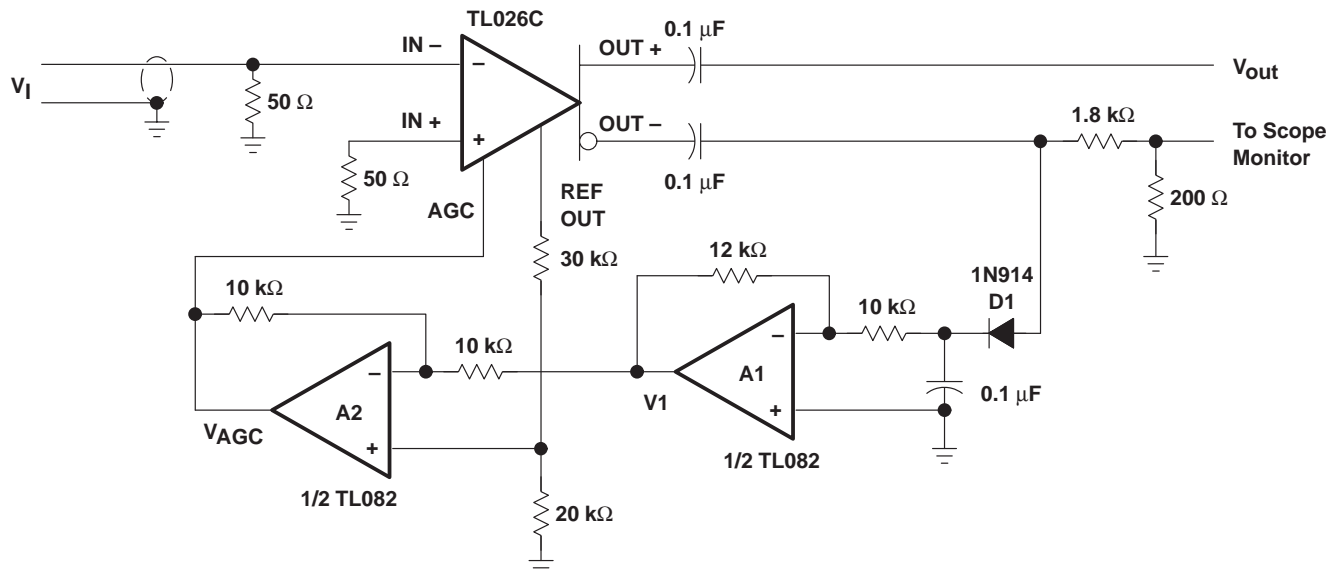 TL026C
0.1 μF
IN –
OUT +
V_I
V_out
50 Ω
–
1.8 kΩ
IN +
OUT –
To Scope
Monitor
+
50 Ω
0.1 μF
200 Ω
AGC
REF
OUT
30 kΩ
12 kΩ
1N914
D1
10 kΩ
10 kΩ
10 kΩ
–
–
A1
0.1 μF
V1
A2
+
V_AGC
+
1/2 TL082
1/2 TL082
20 kΩ